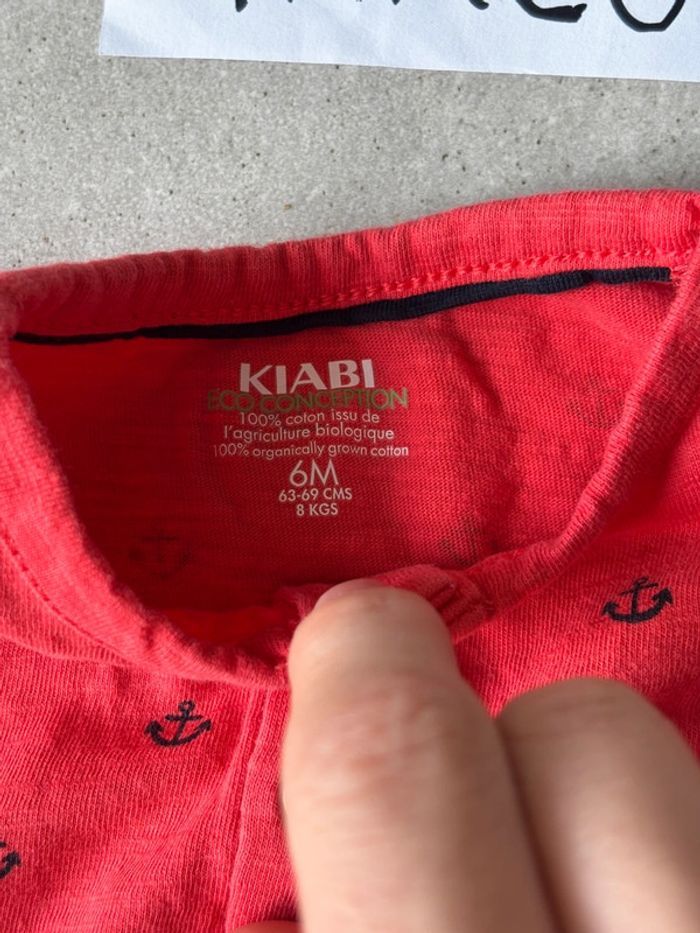 KIABI
ECO CONCEPTION
100% coton issu de
l'agriculture biologique
100% organically grown cotton
6M
63-69 CMS
8 KGS